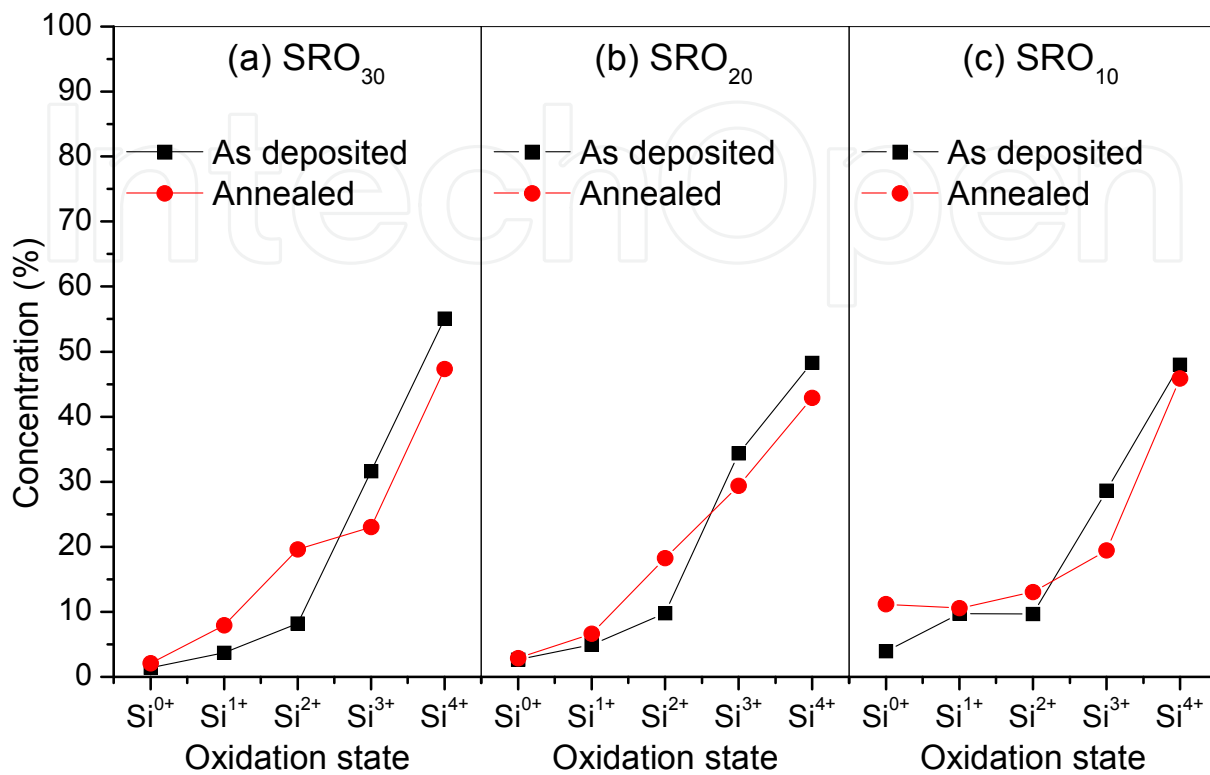 100
90
80
70
60
50
40
30
20
10
0
Concentration (%)
(a) SRO₃₀
As deposited
Annealed
Si⁰⁺ Si¹⁺ Si²⁺ Si³⁺ Si⁴⁺
Oxidation state
(b) SRO₂₀
As deposited
Annealed
Si⁰⁺ Si¹⁺ Si²⁺ Si³⁺ Si⁴⁺
Oxidation state
(c) SRO₁₀
As deposited
Annealed
Si⁰⁺ Si¹⁺ Si²⁺ Si³⁺ Si⁴⁺
Oxidation state
IntechOpen